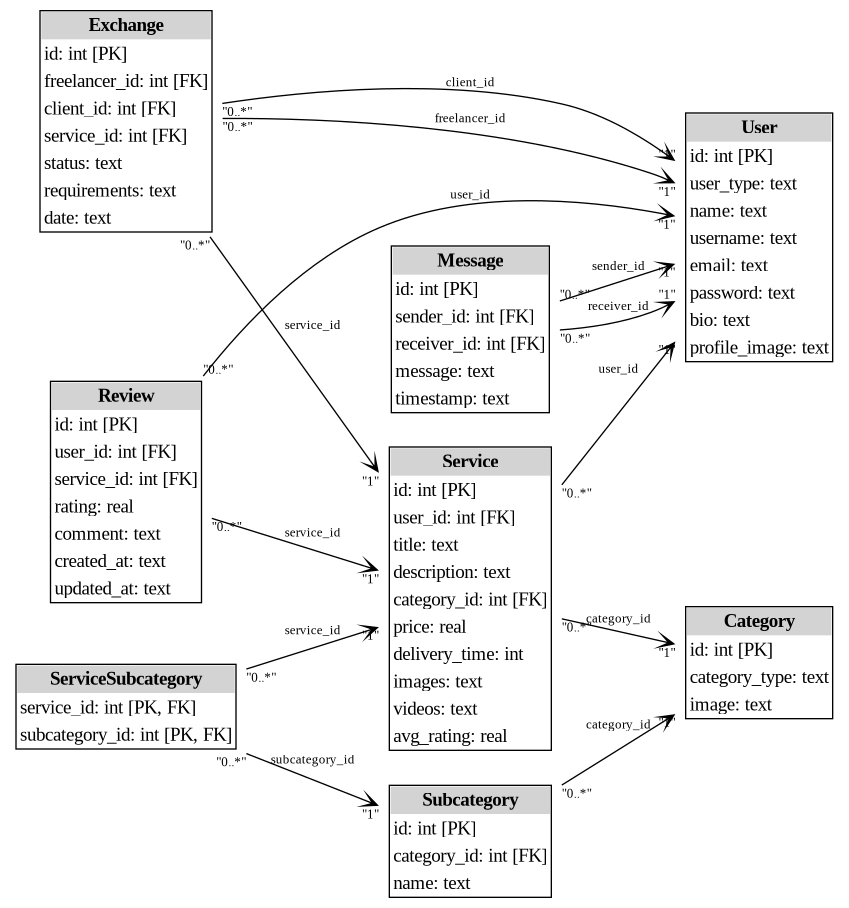 Exchange
id: int [PK]
freelancer_id: int [FK]
client_id: int [FK]
service_id: int [FK]
status: text
requirements: text
date: text
client_id
"0..*"
"1"
freelancer_id
"0..*"
"1"
User
id: int [PK]
user_type: text
name: text
username: text
email: text
password: text
bio: text
profile_image: text
user_id
"0..*"
"1"
service_id
"0..*"
"1"
Message
id: int [PK]
sender_id: int [FK]
receiver_id: int [FK]
message: text
timestamp: text
sender_id
"0..*"
"1"
receiver_id
"0..*"
"1"
user_id
"0..*"
"1"
Review
id: int [PK]
user_id: int [FK]
service_id: int [FK]
rating: real
comment: text
created_at: text
updated_at: text
service_id
"0..*"
"1"
Service
id: int [PK]
user_id: int [FK]
title: text
description: text
category_id: int [FK]
price: real
delivery_time: int
images: text
videos: text
avg_rating: real
category_id
"0..*"
"1"
Category
id: int [PK]
category_type: text
image: text
ServiceSubcategory
service_id: int [PK, FK]
subcategory_id: int [PK, FK]
service_id
"0..*"
"1"
subcategory_id
"0..*"
"1"
Subcategory
id: int [PK]
category_id: int [FK]
name: text
category_id
"0..*"
"1"